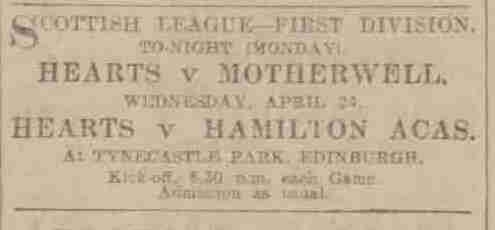 SCOTTISH LEAGUE—FIRST DIVISION.
TO-NIGHT (MONDAY).
HEARTS v MOTHERWELL.
WEDNESDAY, APRIL 24.
HEARTS v HAMILTON ACAS.
At TYNECASTLE PARK, EDINBURGH.
Kick-off, 6.30 p.m. each Game.
Admission as usual.